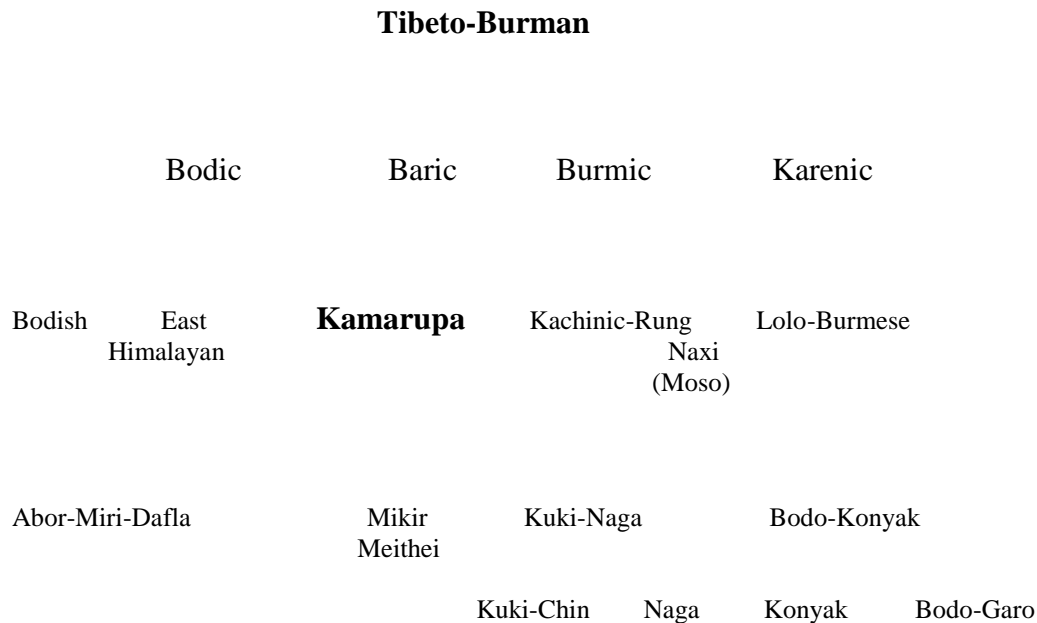 Tibeto-Burman
Bodic Baric Burmic Karenic
Bodish East Kamarupa Kachinic-Rung Lolo-Burmese
Himalayan Naxi
(Moso)
Abor-Miri-Dafla Mikir Kuki-Naga Bodo-Konyak
Meithei
Kuki-Chin Naga Konyak Bodo-Garo